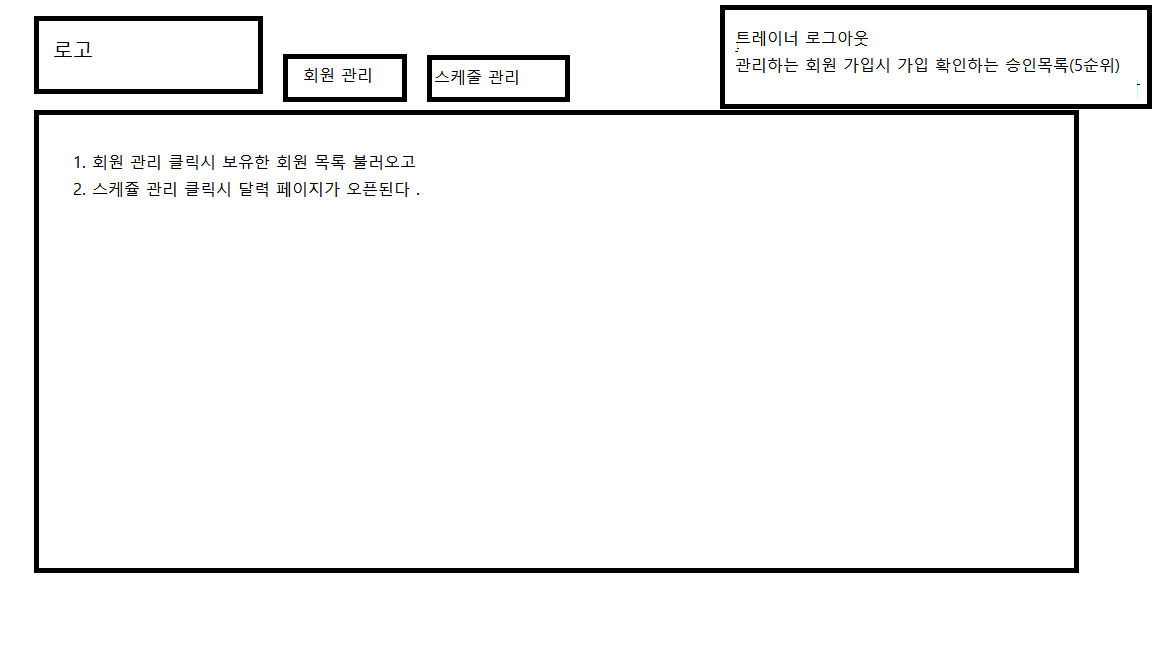 로고
회원 관리
스케줄 관리
트레이너 로그아웃
관리하는 회원 가입시 가입 확인하는 승인목록(5순위)
1. 회원 관리 클릭시 보유한 회원 목록 불러오고
2. 스케쥴 관리 클릭시 달력 페이지가 오픈된다 .